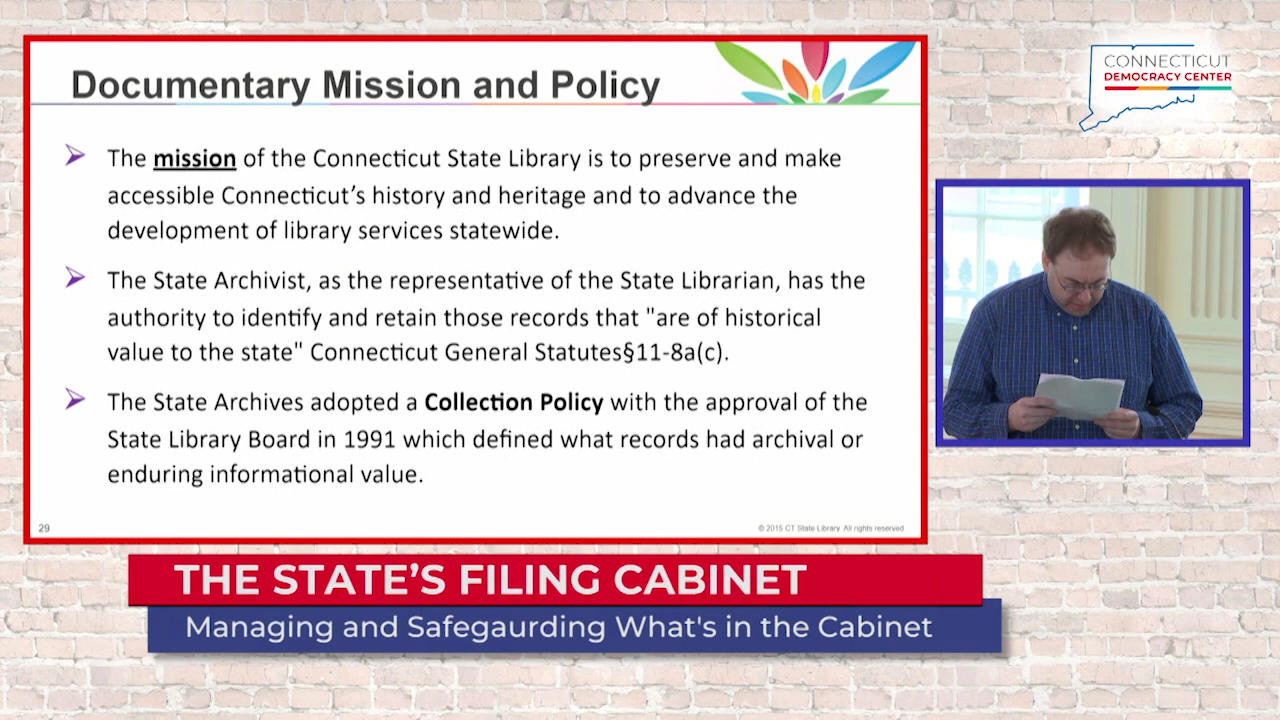 Documentary Mission and Policy
The mission of the Connecticut State Library is to preserve and make
accessible Connecticut's history and heritage and to advance the
development of library services statewide.
The State Archivist, as the representative of the State Librarian, has the
authority to identify and retain those records that "are of historical
value to the state" Connecticut General Statutes§11-8a(c).
The State Archives adopted a Collection Policy with the approval of the
State Library Board in 1991 which defined what records had archival or
enduring informational value.
29
© 2015 CT State Library. All rights reserved
CONNECTICUT
DEMOCRACY CENTER
THE STATE'S FILING CABINET
Managing and Safegaurding What's in the Cabinet